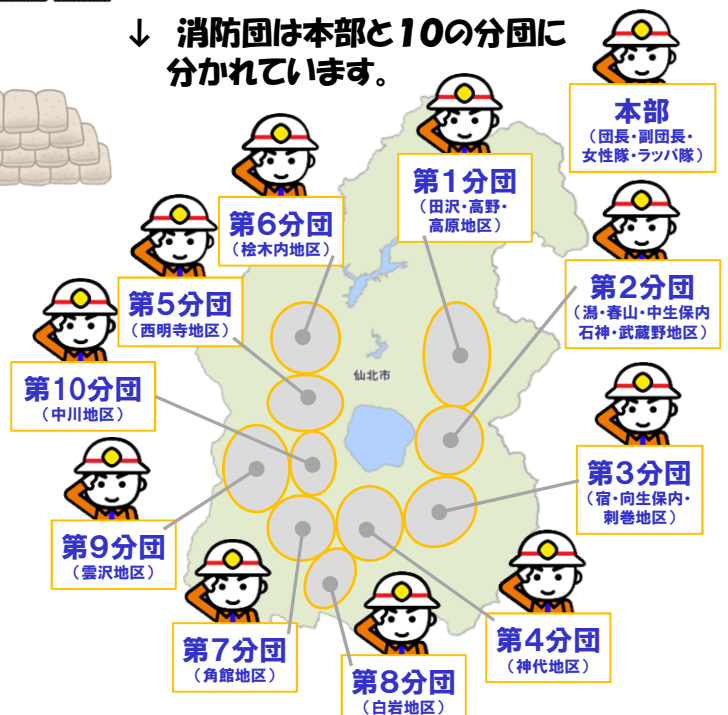 ↓ 消防団は本部と10の分団に
分かれています。
本部
(団長・副団長・
女性隊・ラッパ隊)
第1分団
(田沢・高野・
高原地区)
第6分団
(桧木内地区)
第2分団
(潟・春山・中生保内
石神・武蔵野地区)
第5分団
(西明寺地区)
仙北市
第10分団
(中川地区)
第3分団
(宿・向生保内・
刺巻地区)
第9分団
(雲沢地区)
第4分団
(神代地区)
第7分団
(角館地区)
第8分団
(白岩地区)